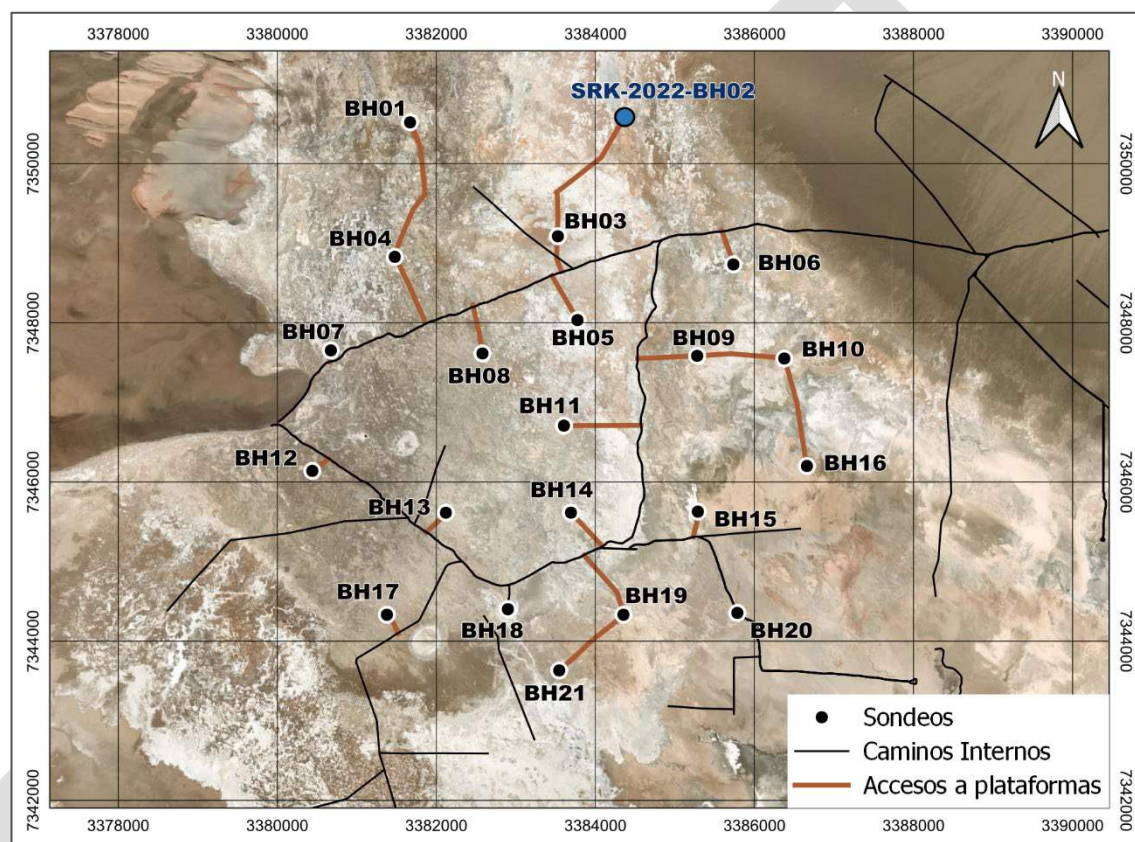 3378000 3380000 3382000 3384000 3386000 3388000 3390000
N
SRK-2022-BH02
BH01
7350000 7350000
BH03
BH04
BH06
7348000 7348000
BH07
BH05
BH09
BH10
BH08
BH11
BH12
BH16
7346000 7346000
BH13
BH14
BH15
BH17
BH19
BH18
BH20
7344000 7344000
BH21
Sondeos
Caminos Internos
Accesos a plataformas
7342000 7342000
3378000 3380000 3382000 3384000 3386000 3388000 3390000